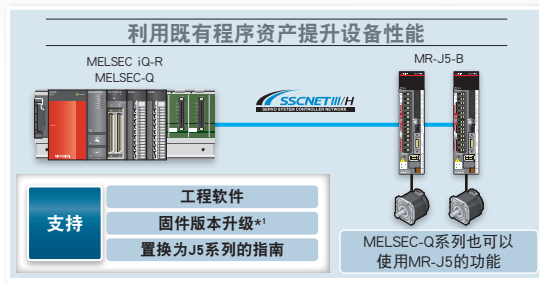 利用既有程序资产提升设备性能
MELSEC iQ-R
MELSEC-Q
MR-J5-B
SSCNETIII/H
SERVO SYSTEM CONTROLLER NETWORK
支持
工程软件
固件版本升级*1
置换为J5系列的指南
MELSEC-Q系列也可以
使用MR-J5的功能